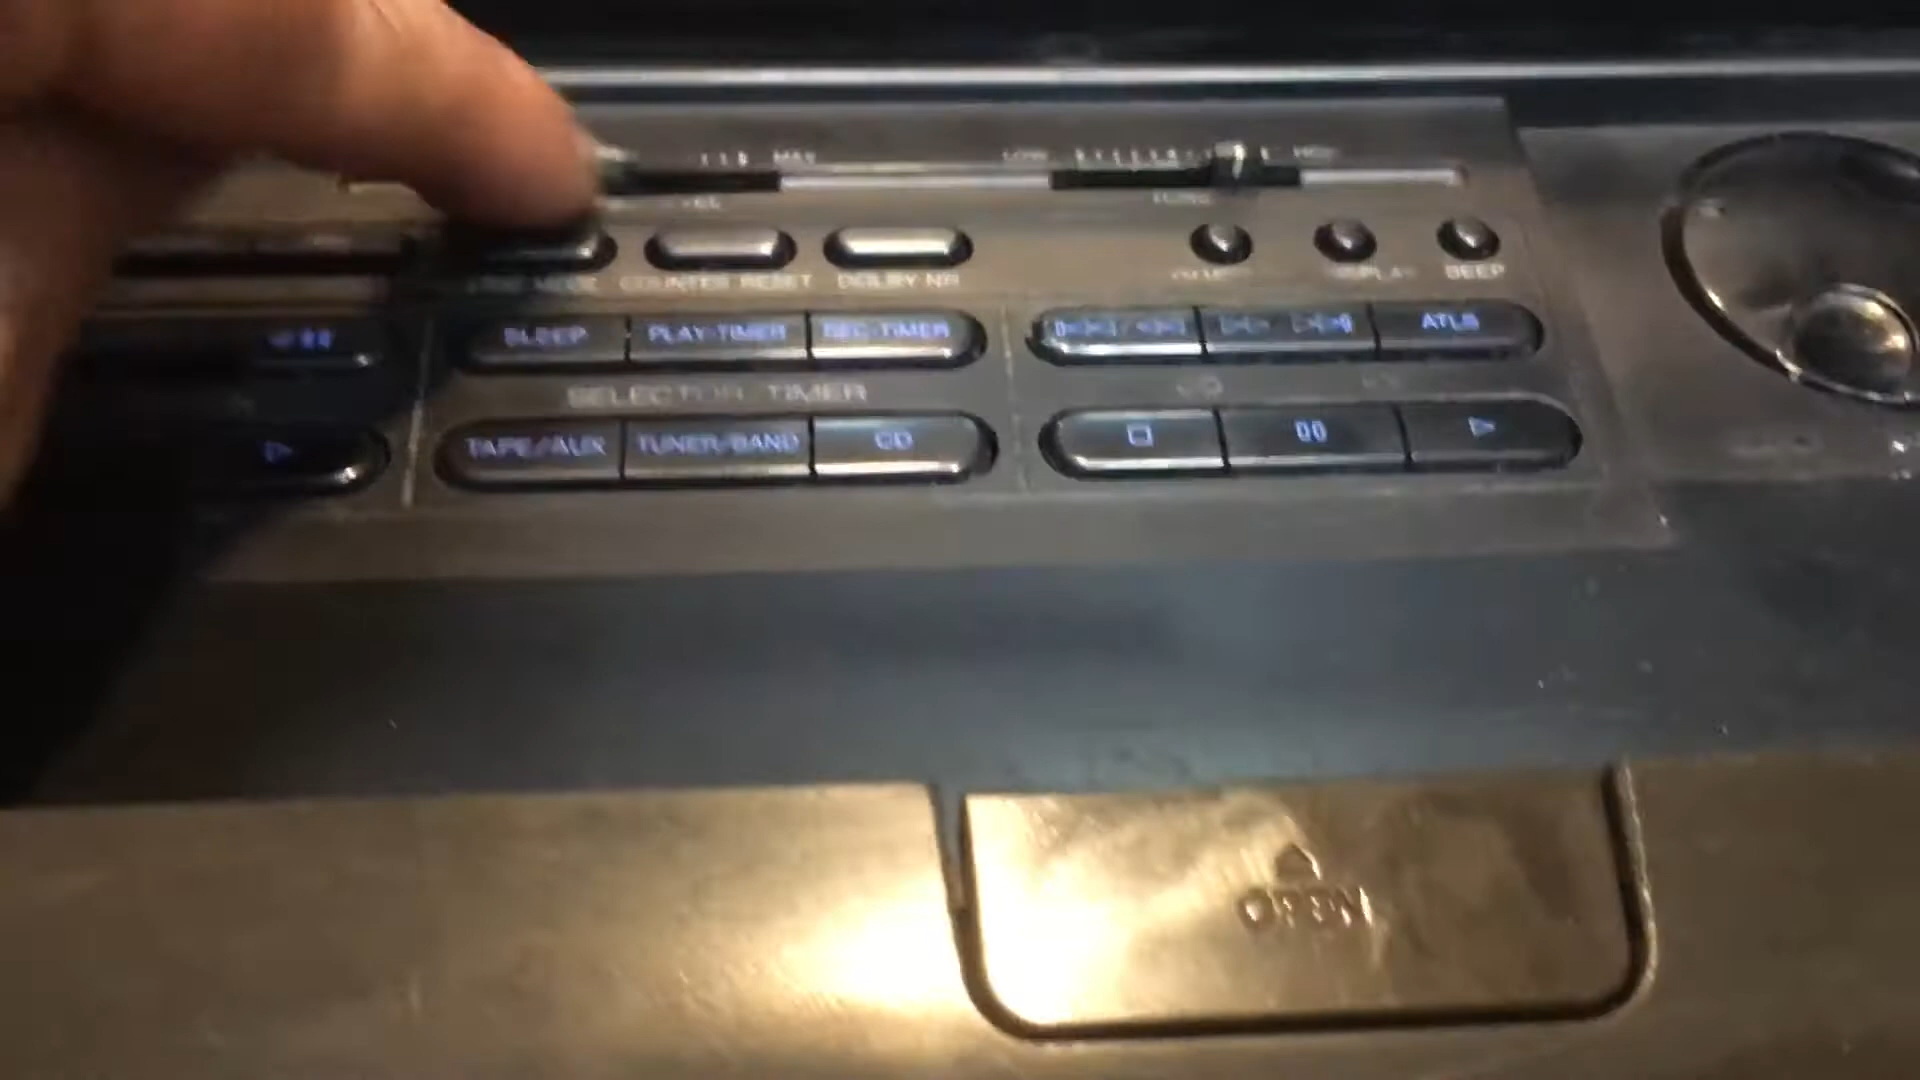 MAX LOW
COUNTER RESET DOLBY NR DISPLAY BEEP
SLEEP PLAY-TIMER REC-TIMER ATLS
SELECTOR TIMER
TAPE/AUX TUNER/BAND CD
OPEN